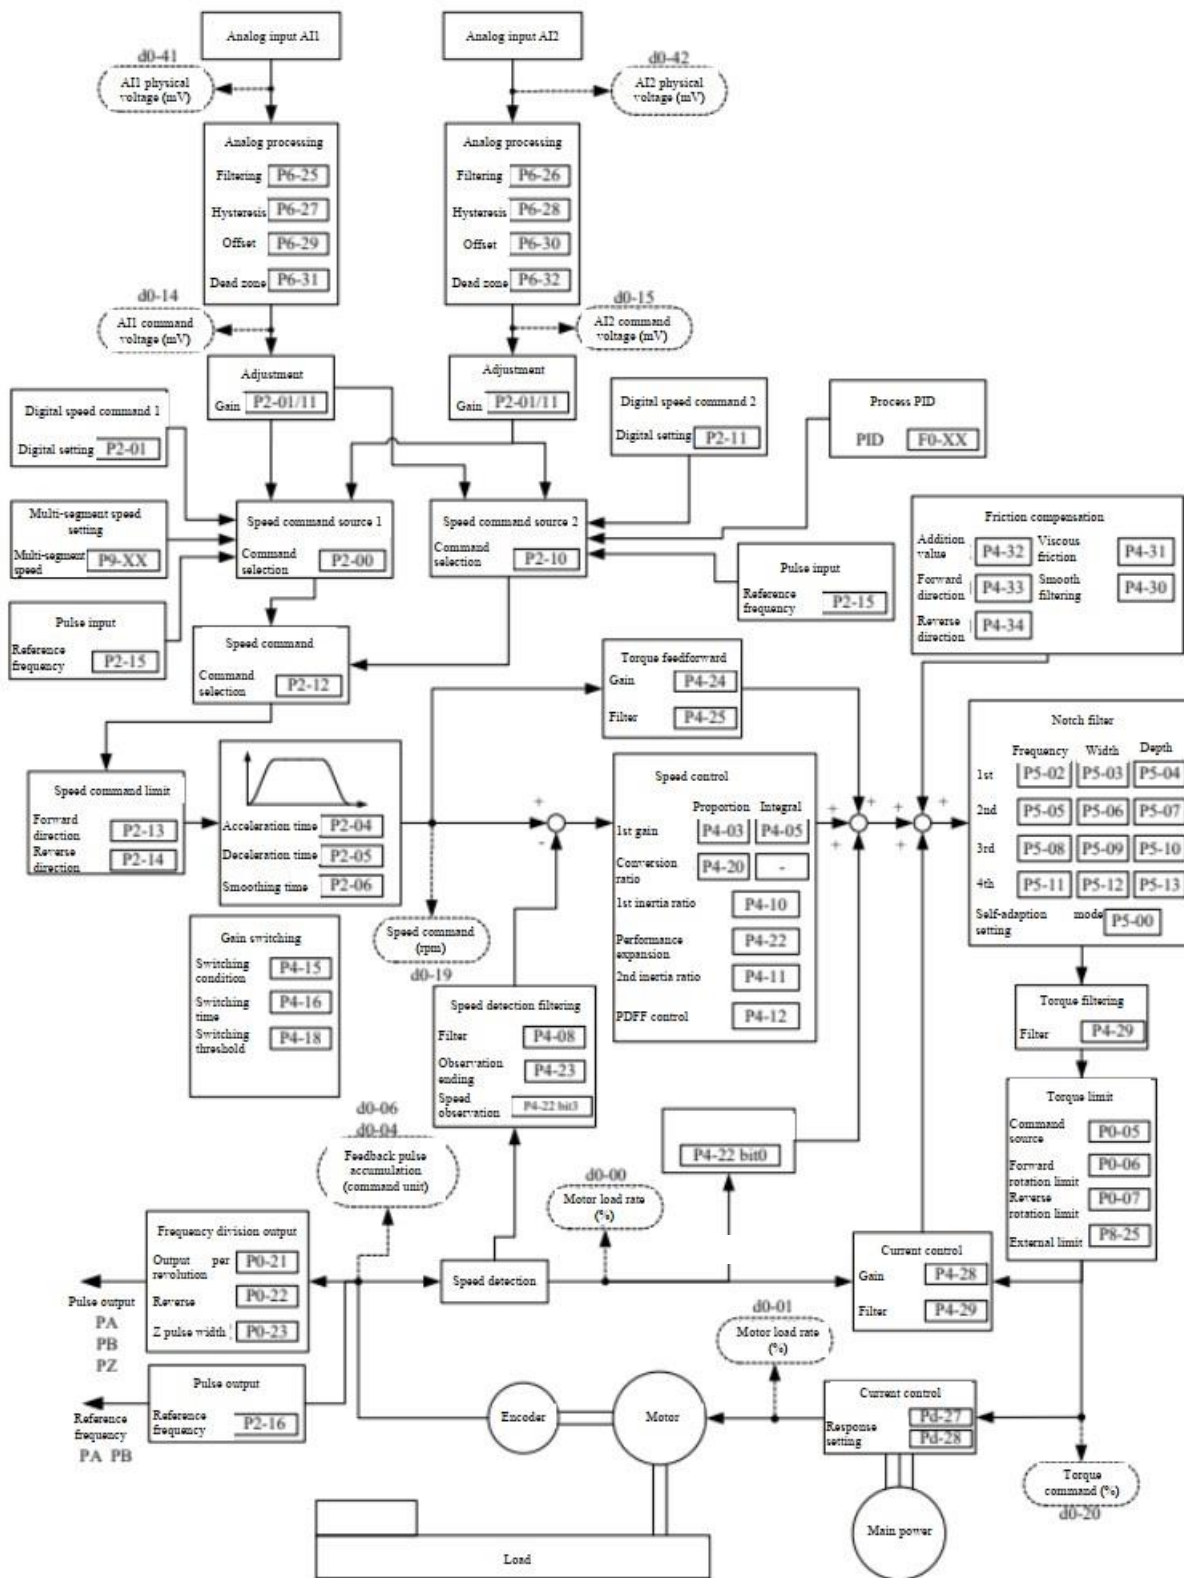 Analog input AI1
Analog input AI2
d0-41
AI1 physical
voltage (mV)
d0-42
AI2 physical
voltage (mV)
Analog processing
Filtering P6-25
Hysteresis P6-27
Offset P6-29
Dead zone P6-31
Analog processing
Filtering P6-26
Hysteresis P6-28
Offset P6-30
Dead zone P6-32
d0-14
AI1 command
voltage (mV)
d0-15
AI2 command
voltage (mV)
Adjustment
Gain P2-01/11
Adjustment
Gain P2-01/11
Digital speed command 1
Digital setting P2-01
Digital speed command 2
Digital setting P2-11
Process PID
PID F0-XX
Multi-segment speed
setting
Multi-segment
speed P9-XX
Speed command source 1
Command
selection P2-00
Speed command source 2
Command
selection P2-10
Pulse input
Reference
frequency P2-15
Friction compensation
Addition
value P4-32
Viscous
friction P4-31
Forward
direction P4-33
Smooth
filtering P4-30
Reverse
direction P4-34
Pulse input
Reference
frequency P2-15
Speed command
Command
selection P2-12
Torque feedforward
Gain P4-24
Filter P4-25
Speed command limit
Forward
direction P2-13
Reverse
direction P2-14
Acceleration time P2-04
Deceleration time P2-05
Smoothing time P2-06
+
-
Speed control
Proportion Integral
1st gain P4-03 P4-05
Conversion
ratio P4-20 -
1st inertia ratio P4-10
Performance
expansion P4-22
2nd inertia ratio P4-11
PDFF control P4-12
+
+
+
+
+
+
Notch filter
Frequency Width Depth
1st P5-02 P5-03 P5-04
2nd P5-05 P5-06 P5-07
3rd P5-08 P5-09 P5-10
4th P5-11 P5-12 P5-13
Self-adaption mode
setting P5-00
Speed command
(rpm)
d0-19
Gain switching
Switching
condition P4-15
Switching
time P4-16
Switching
threshold P4-18
Speed detection filtering
Filter P4-08
Observation
ending P4-23
Speed
observation P4-22 bit3
Torque filtering
Filter P4-29
Torque limit
Command
source P0-05
Forward
rotation limit P0-06
Reverse
rotation limit P0-07
External limit P8-25
P4-22 bit0
d0-06
d0-04
Feedback pulse
accumulation
(command unit)
d0-00
Motor load rate
(%)
Frequency division output
Output per
revolution P0-21
Reverse P0-22
Z pulse width P0-23
Pulse output
PA
PB
PZ
Speed detection
Current control
Gain P4-28
Filter P4-29
d0-01
Motor load rate
(%)
Pulse output
Reference
frequency P2-16
Reference
frequency
PA PB
Encoder
Motor
Current control
Response
setting
Pd-27
Pd-28
Torque
command (%)
d0-20
Main power
Load